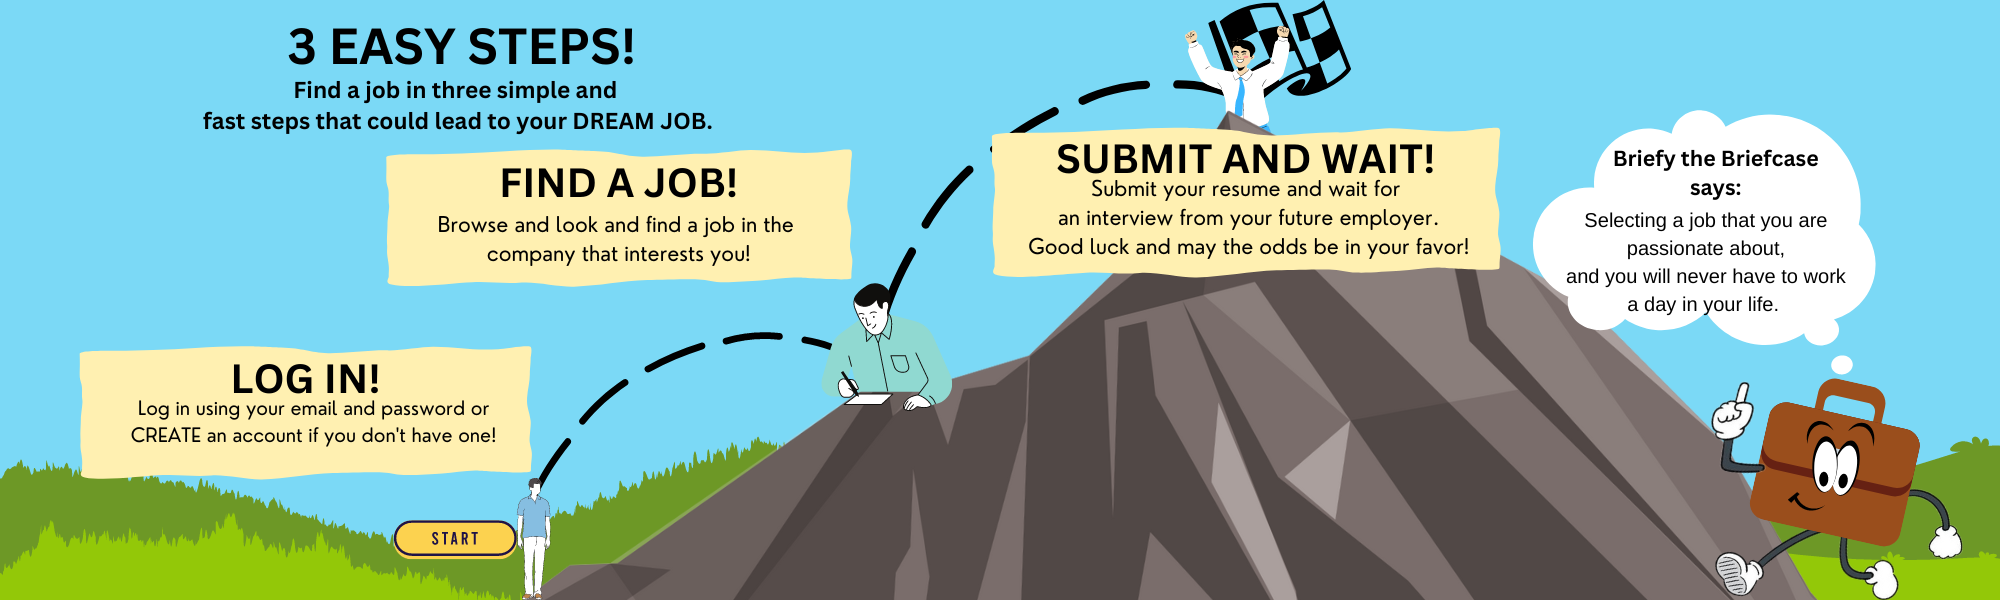 3 EASY STEPS!
Find a job in three simple and
fast steps that could lead to your DREAM JOB.
LOG IN!
Log in using your email and password or
CREATE an account if you don't have one!
START
FIND A JOB!
Browse and look and find a job in the
company that interests you!
SUBMIT AND WAIT!
Submit your resume and wait for
an interview from your future employer.
Good luck and may the odds be in your favor!
Briefy the Briefcase
says:
Selecting a job that you are
passionate about,
and you will never have to work
a day in your life.